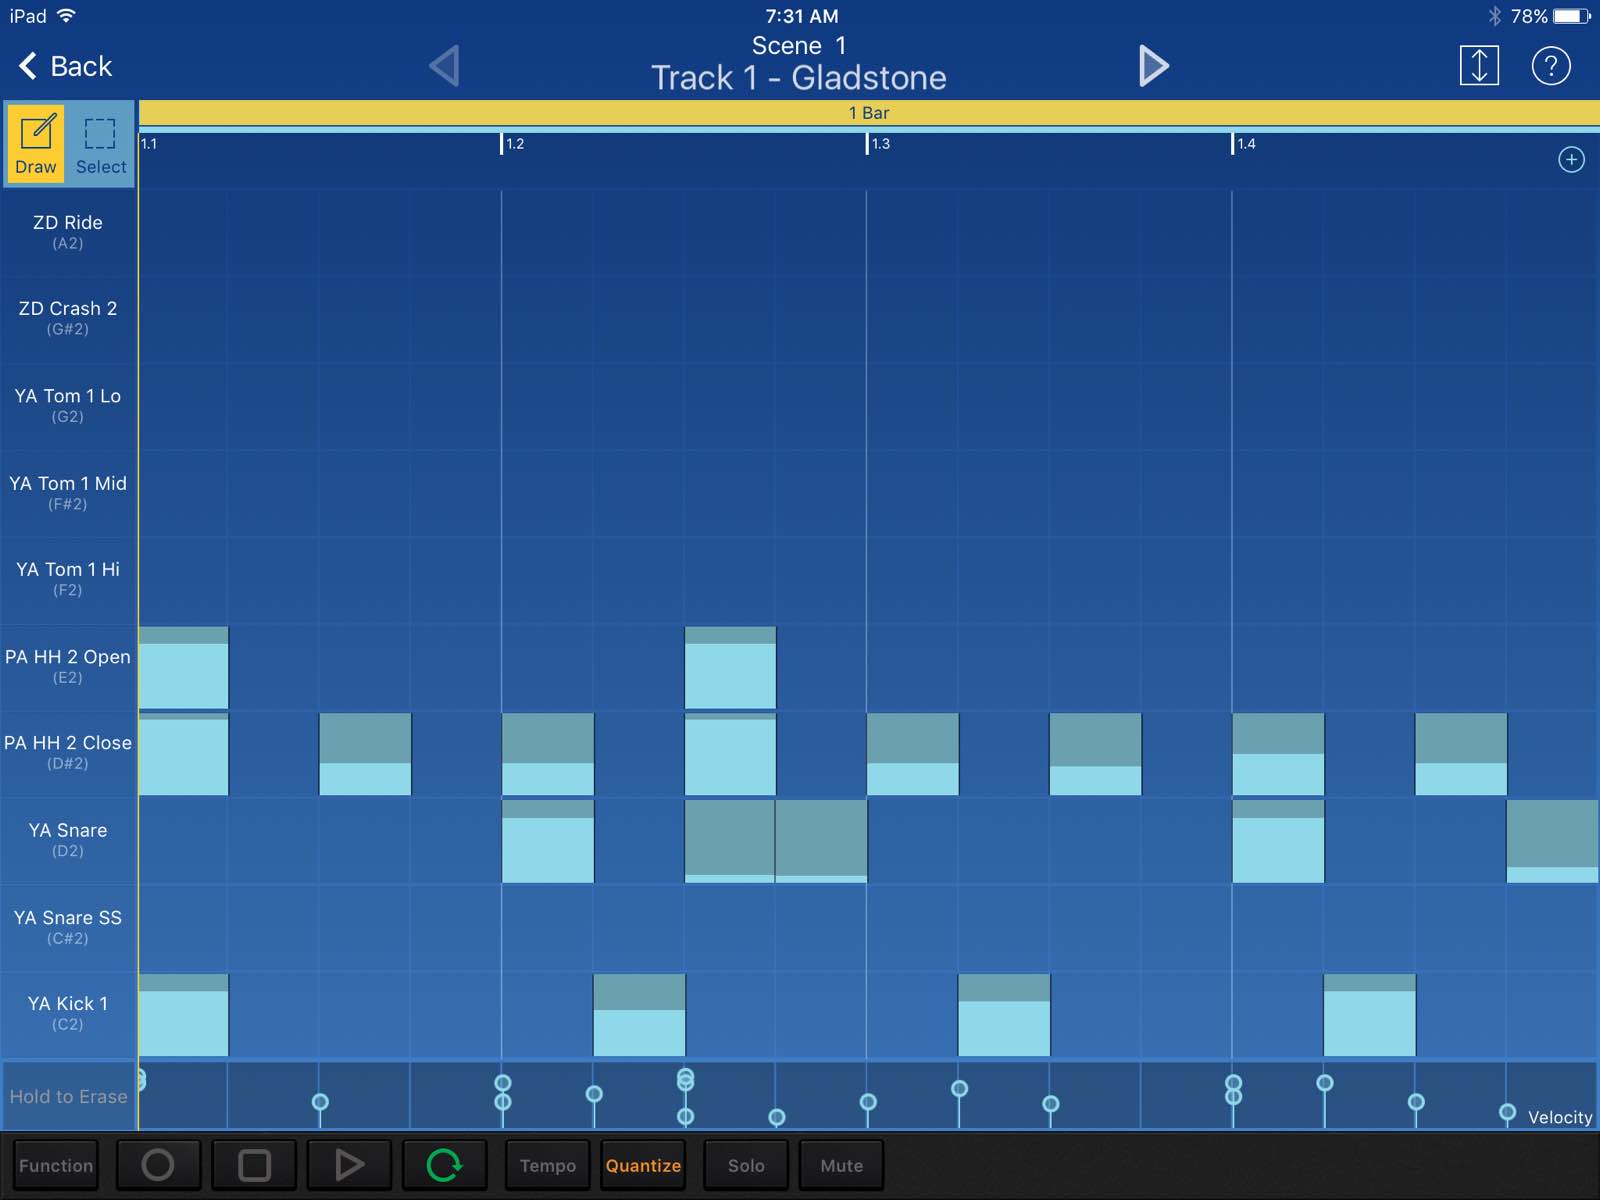 iPad 7:31 AM 78%
Scene 1
Back
Track 1 - Gladstone
?
1 Bar
1.1 1.2 1.3 1.4
Draw Select
ZD Ride
(A2)
ZD Crash 2
(G#2)
YA Tom 1 Lo
(G2)
YA Tom 1 Mid
(F#2)
YA Tom 1 Hi
(F2)
PA HH 2 Open
(E2)
PA HH 2 Close
(D#2)
YA Snare
(D2)
YA Snare SS
(C#2)
YA Kick 1
(C2)
Hold to Erase
Velocity
Function Tempo Quantize Solo Mute